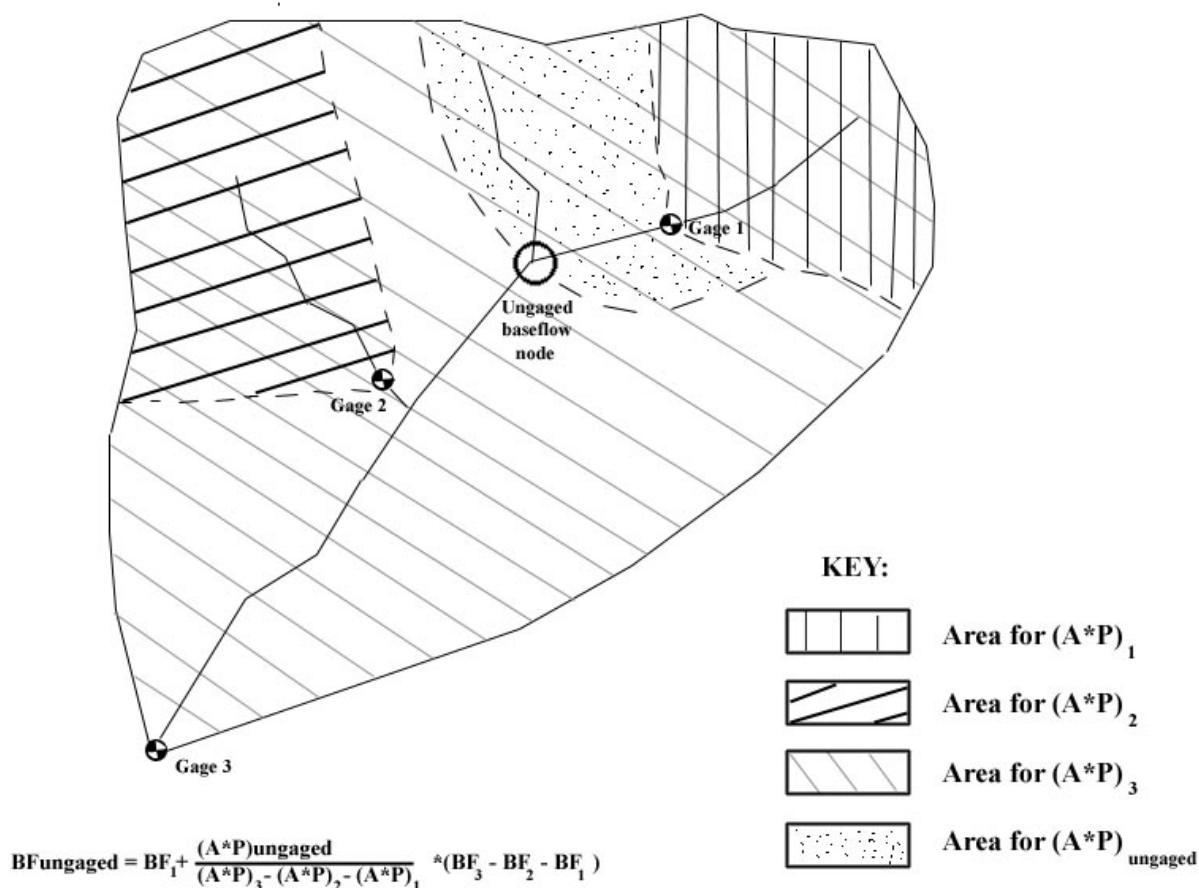 Gage 1
Ungaged
baseflow
node
Gage 2
Gage 3
KEY:
Area for (A*P)1
Area for (A*P)2
Area for (A*P)3
Area for (A*P)ungaged
BFungaged = BF1+ (A*P)ungaged / (A*P)3- (A*P)2- (A*P)1 *(BF3 - BF2 - BF1 )